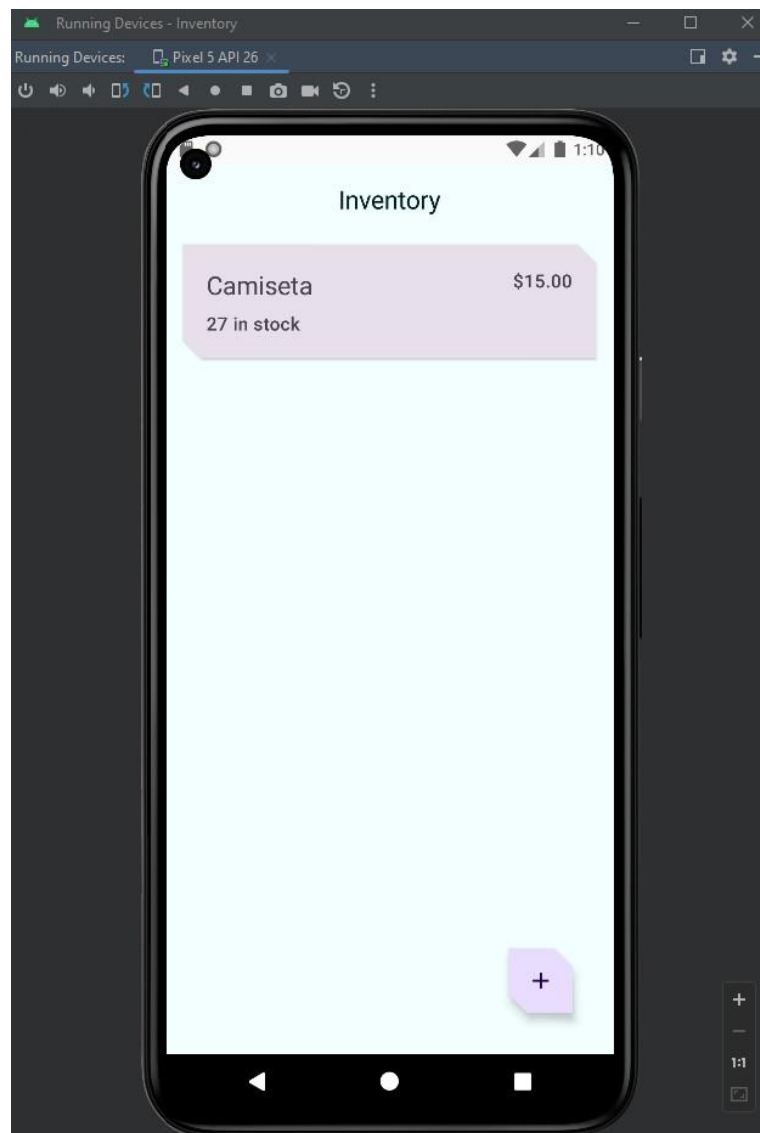 Running Devices - Inventory
Running Devices: Pixel 5 API 26
1:10
Inventory
Camiseta $15.00
27 in stock
+
1:1